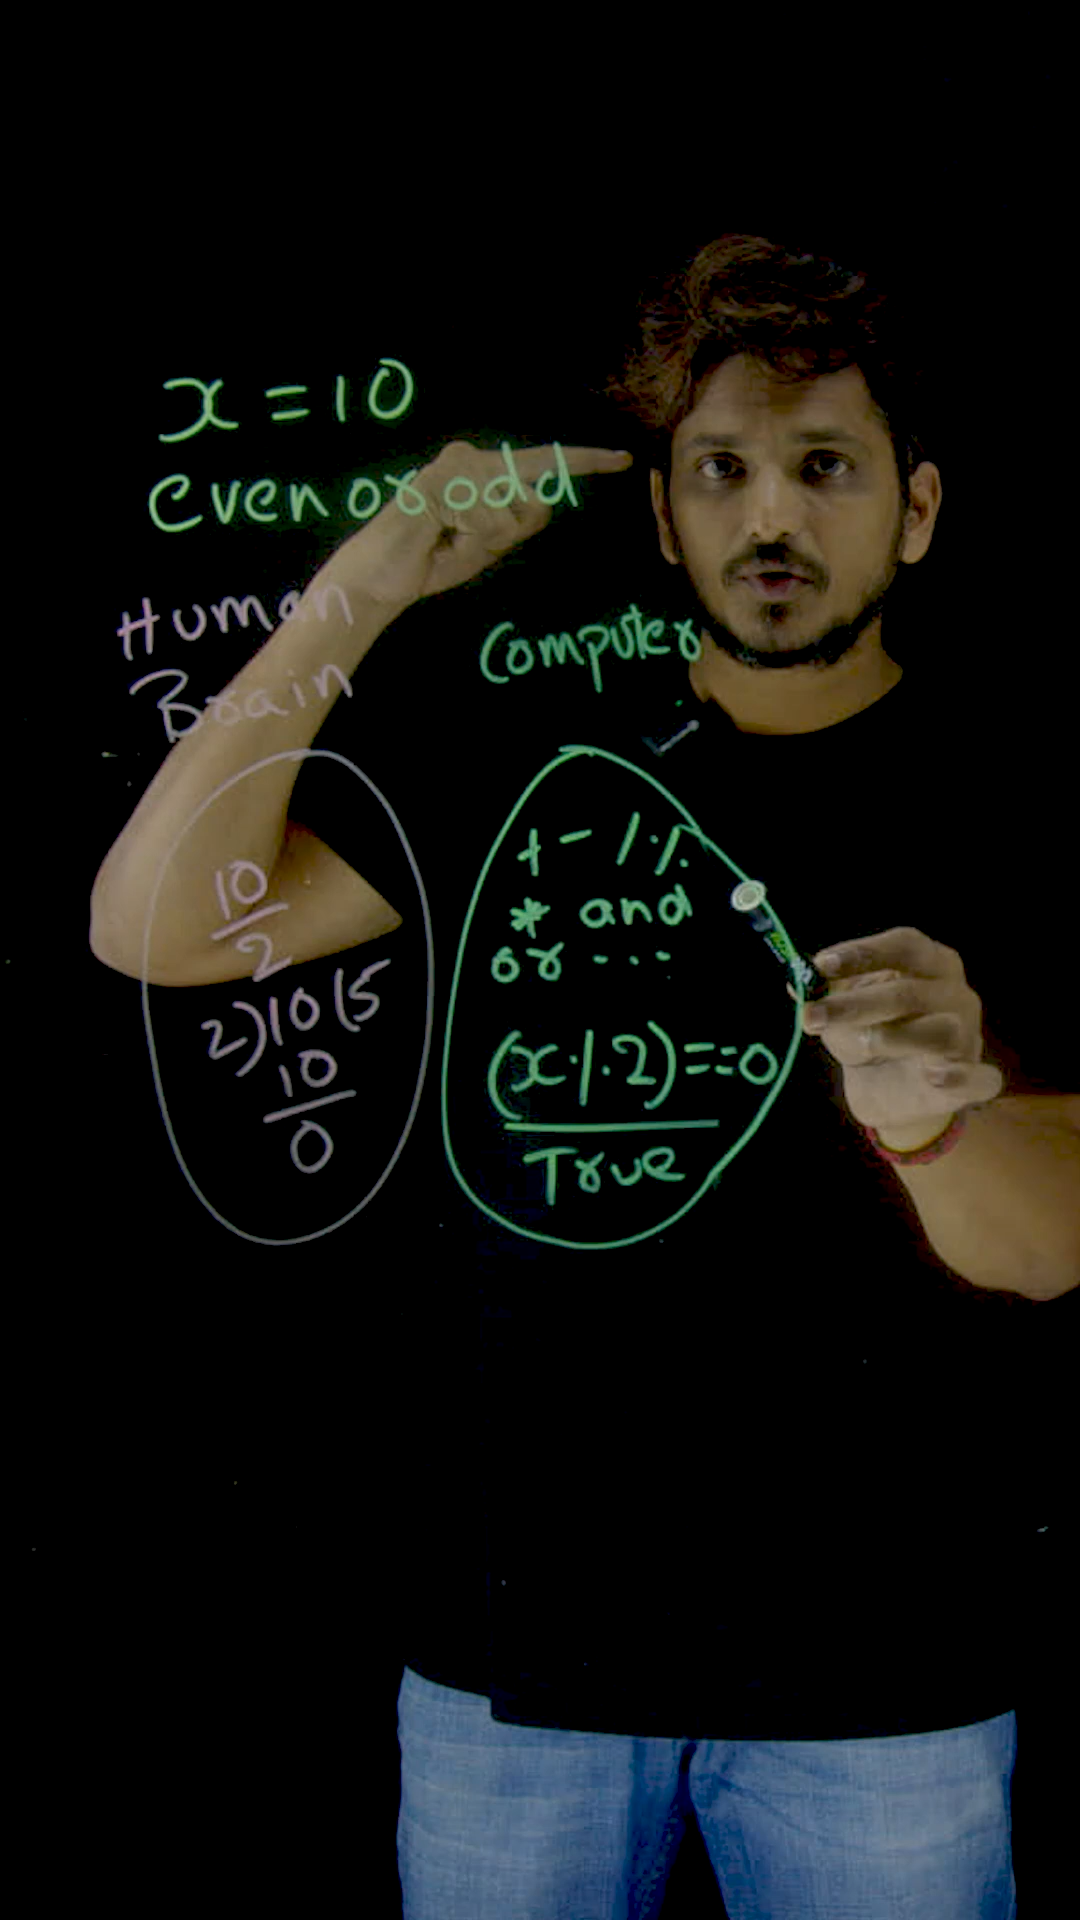 x = 10
even or odd
Human
Brain
10
2
2)10(5
10
0
Computer
+ - / %
* and
or ...
(x % 2) == 0
True